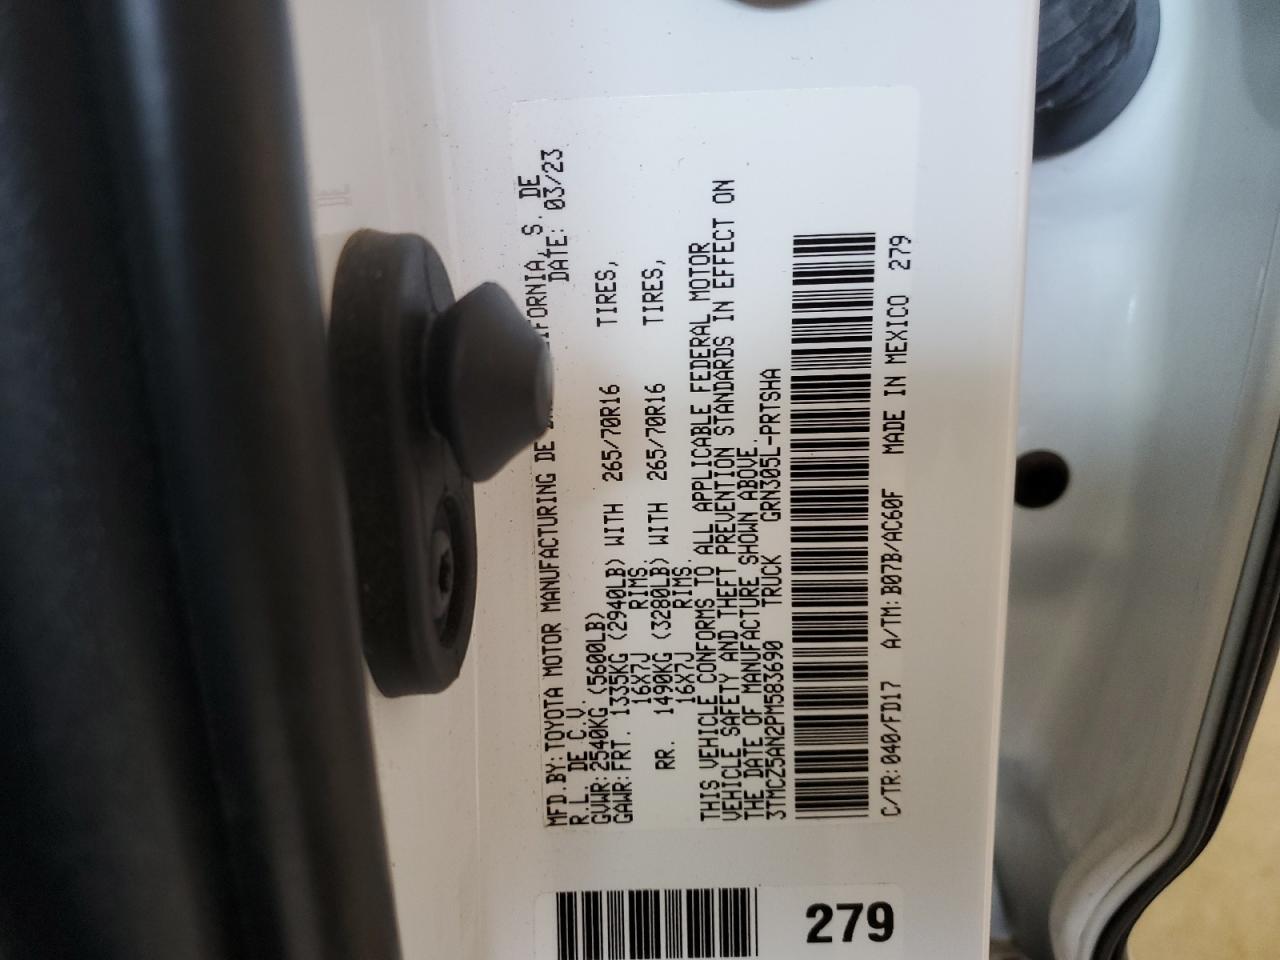 MFD.BY:TOYOTA MOTOR MANUFACTURING DE IFORNIA, S. DE
R.L. DE C.V. DATE: 03/23
GVWR:2540KG (5600LB)
GAWR:FRT. 1335KG (2940LB) WITH 265/70R16 TIRES,
16X7J RIMS
RR. 1490KG (3280LB) WITH 265/70R16 TIRES,
16X7J RIMS.
THIS VEHICLE CONFORMS TO ALL APPLICABLE FEDERAL MOTOR
VEHICLE SAFETY AND THEFT PREVENTION STANDARDS IN EFFECT ON
THE DATE OF MANUFACTURE SHOWN ABOVE.
3TMCZ5AN2PM583690 TRUCK GRN305L-PRTSHA
C/TR:040/FD17 A/TM:B07B/AC60F MADE IN MEXICO 279
279